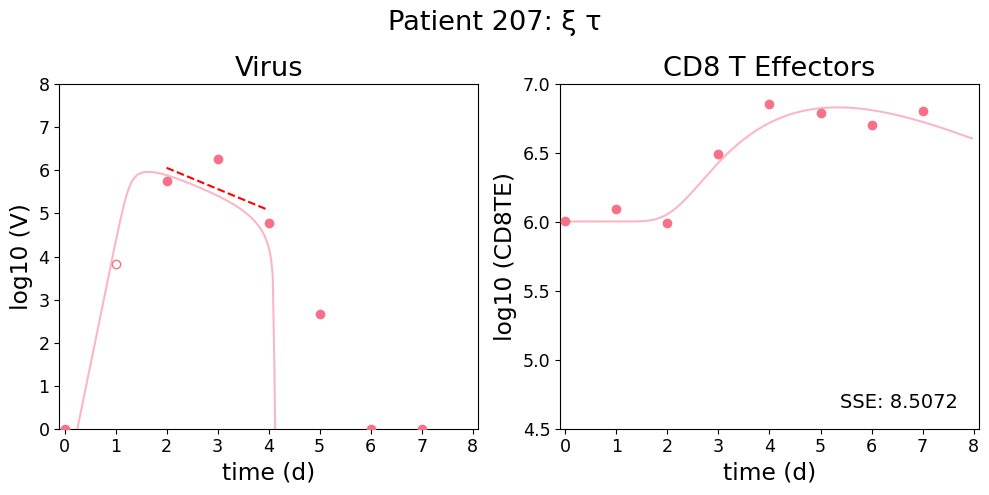 Patient 207: ξ τ
Virus
CD8 T Effectors
log10 (V)
8
7
6
5
4
3
2
1
0
0 1 2 3 4 5 6 7 8
time (d)
log10 (CD8TE)
7.0
6.5
6.0
5.5
5.0
4.5
SSE: 8.5072
0 1 2 3 4 5 6 7 8
time (d)